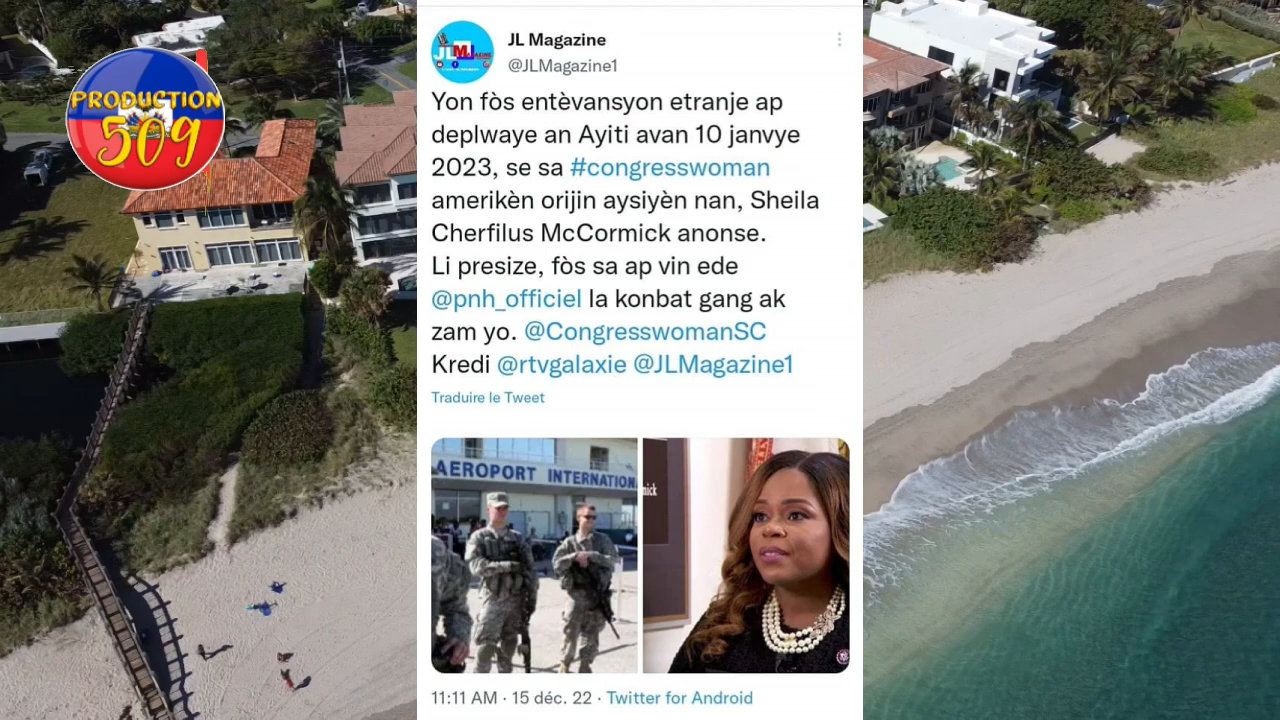 PRODUCTION
509
JL Magazine
@JLMagazine1
Yon fòs entèvansyon etranje ap
deplwaye an Ayiti avan 10 janvye
2023, se sa #congresswoman
amerikèn orijin aysiyèn nan, Sheila
Cherfilus McCormick anonse.
Li presize, fòs sa ap vin ede
@pnh_officiel la konbat gang ak
zam yo. @CongresswomanSC
Kredi @rtvgalaxie @JLMagazine1
Traduire le Tweet
AEROPORT INTERNATION
mick
11:11 AM · 15 déc. 22 · Twitter for Android